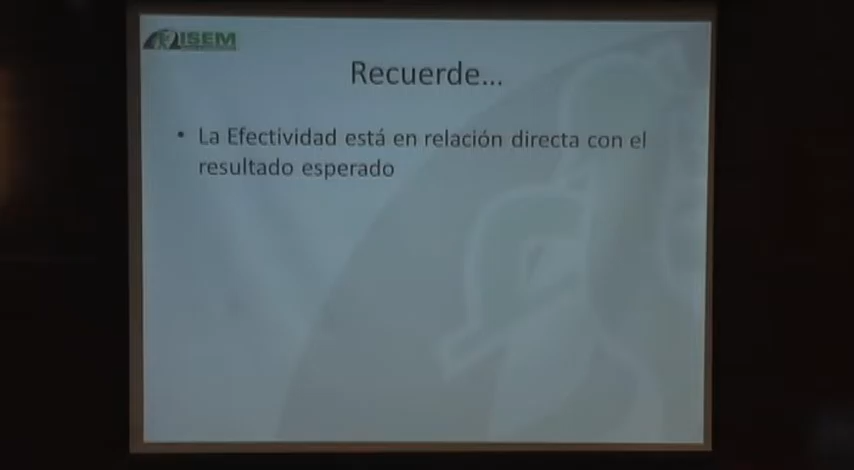 ISEM
Recuerde...
• La Efectividad está en relación directa con el
resultado esperado